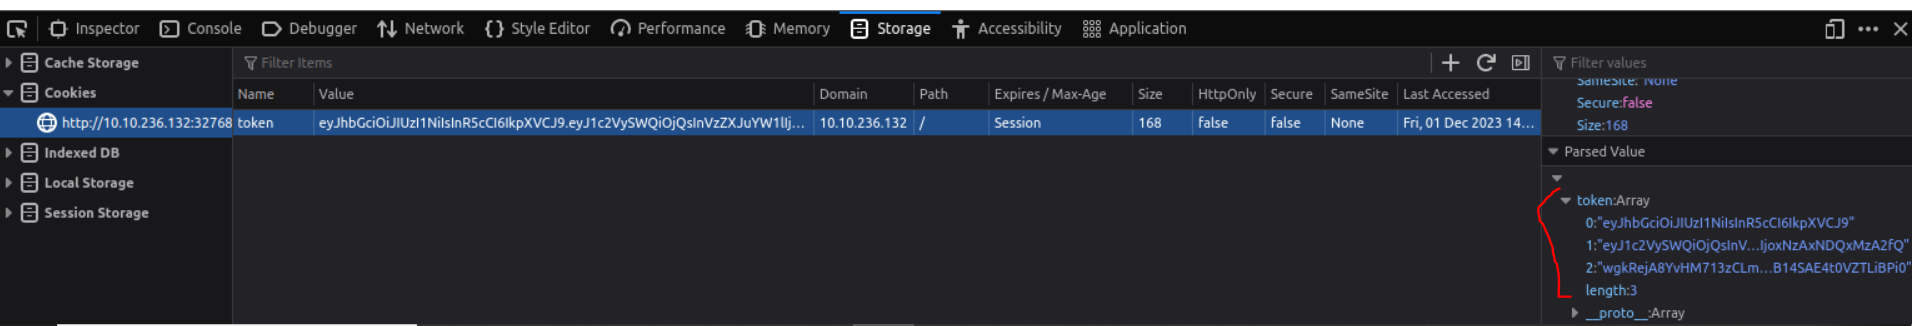 Inspector Console Debugger Network Style Editor Performance Memory Storage Accessibility Application
Cache Storage
Filter Items
Filter values
SameSite:"None"
Cookies
Name Value Domain Path Expires / Max-Age Size HttpOnly Secure SameSite Last Accessed
Secure:false
http://10.10.236.132:32768 token eyJhbGciOiJIUzI1NiIsInR5cCI6IkpXVCJ9.eyJ1c2VySWQiOjQsInVzZXJuYW1lIj... 10.10.236.132 / Session 168 false false None Fri, 01 Dec 2023 14...
Size:168
Indexed DB
Parsed Value
Local Storage
token:Array
Session Storage
0:"eyJhbGciOiJIUzI1NiIsInR5cCI6IkpXVCJ9"
1:"eyJ1c2VySWQiOjQsInV...IjoxNzAxNDQxMzA2fQ"
2:"wgkRejA8YvHM713zCLm...B14SAE4t0VZTLiBPi0"
length:3
__proto__:Array